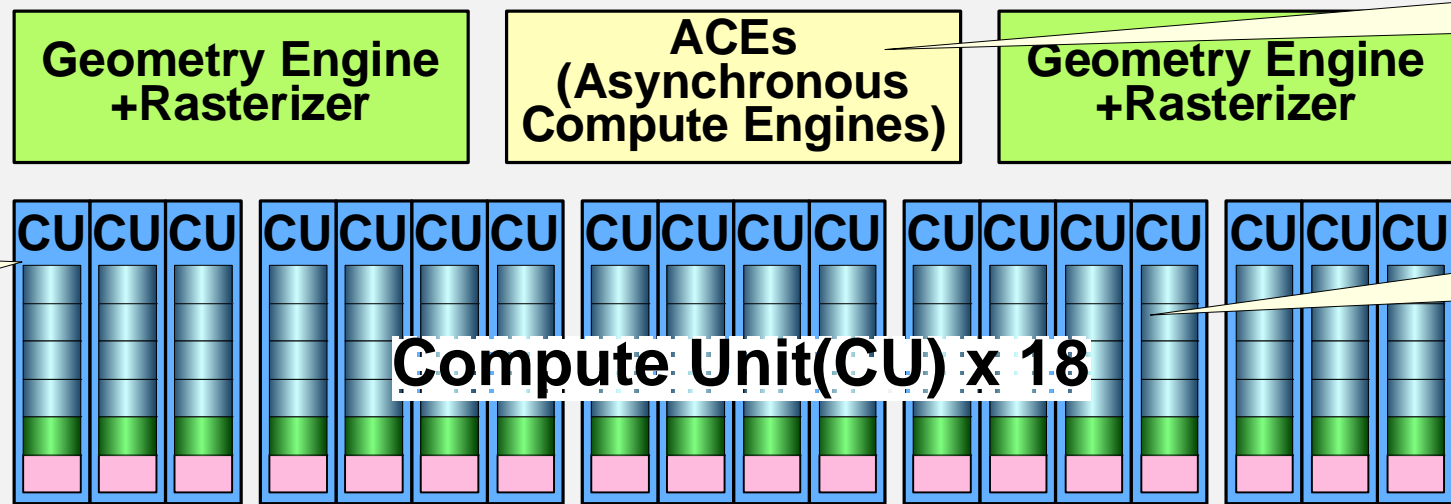 Geometry Engine
+Rasterizer
ACEs
(Asynchronous
Compute Engines)
Geometry Engine
+Rasterizer
CU CU CU CU CU CU CU CU CU CU CU CU CU CU CU CU CU CU
Compute Unit(CU) x 18